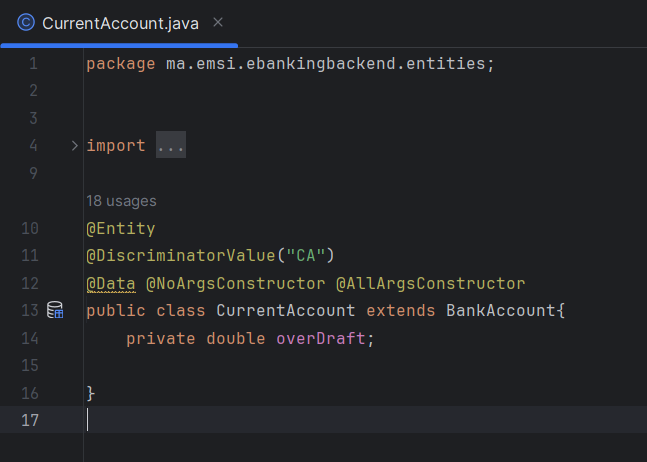 CurrentAccount.java
1 package ma.emsi.ebankingbackend.entities;
2
3
4 import ...
9
18 usages
10 @Entity
11 @DiscriminatorValue("CA")
12 @Data @NoArgsConstructor @AllArgsConstructor
13 public class CurrentAccount extends BankAccount{
14 private double overDraft;
15
16 }
17